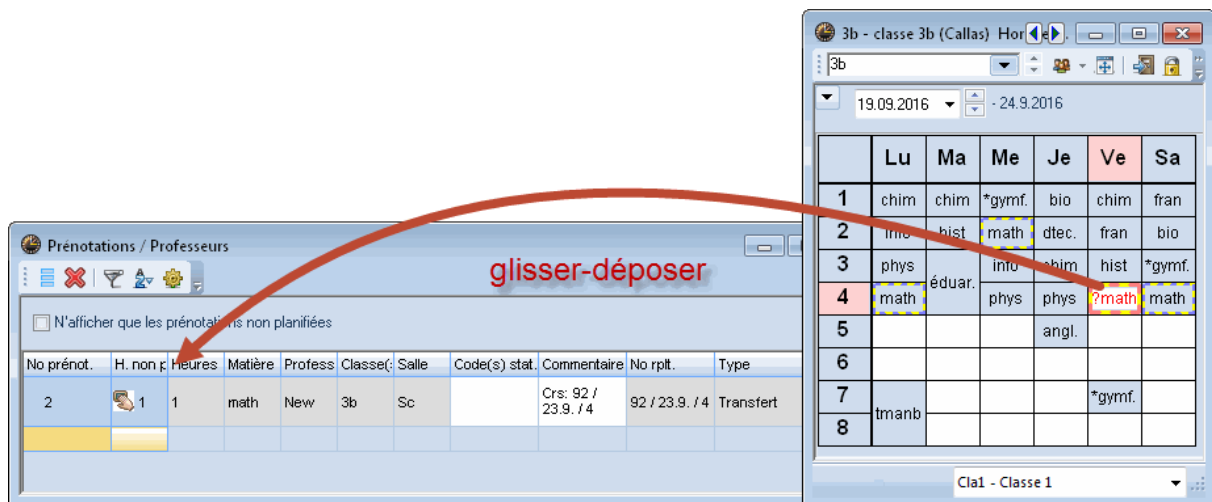 3b - classe 3b (Callas) Hor
3b
19.09.2016 - 24.9.2016
Lu Ma Me Je Ve Sa
1 chim chim *gymf. bio chim fran
2 info hist math dtec. fran bio
3 phys éduar. info chim hist *gymf.
4 math phys phys ?math math
5 angl.
6
7 tmanb *gymf.
8
Cla1 - Classe 1
Prénotations / Professeurs
glisser-déposer
N'afficher que les prénotations non planifiées
No prénot. H. non p Heures Matière Profess Classe(s Salle Code(s) stat. Commentaire No rplt. Type
2 1 1 math New 3b Sc Crs: 92 / 92 / 23.9. / 4 Transfert
23.9. / 4